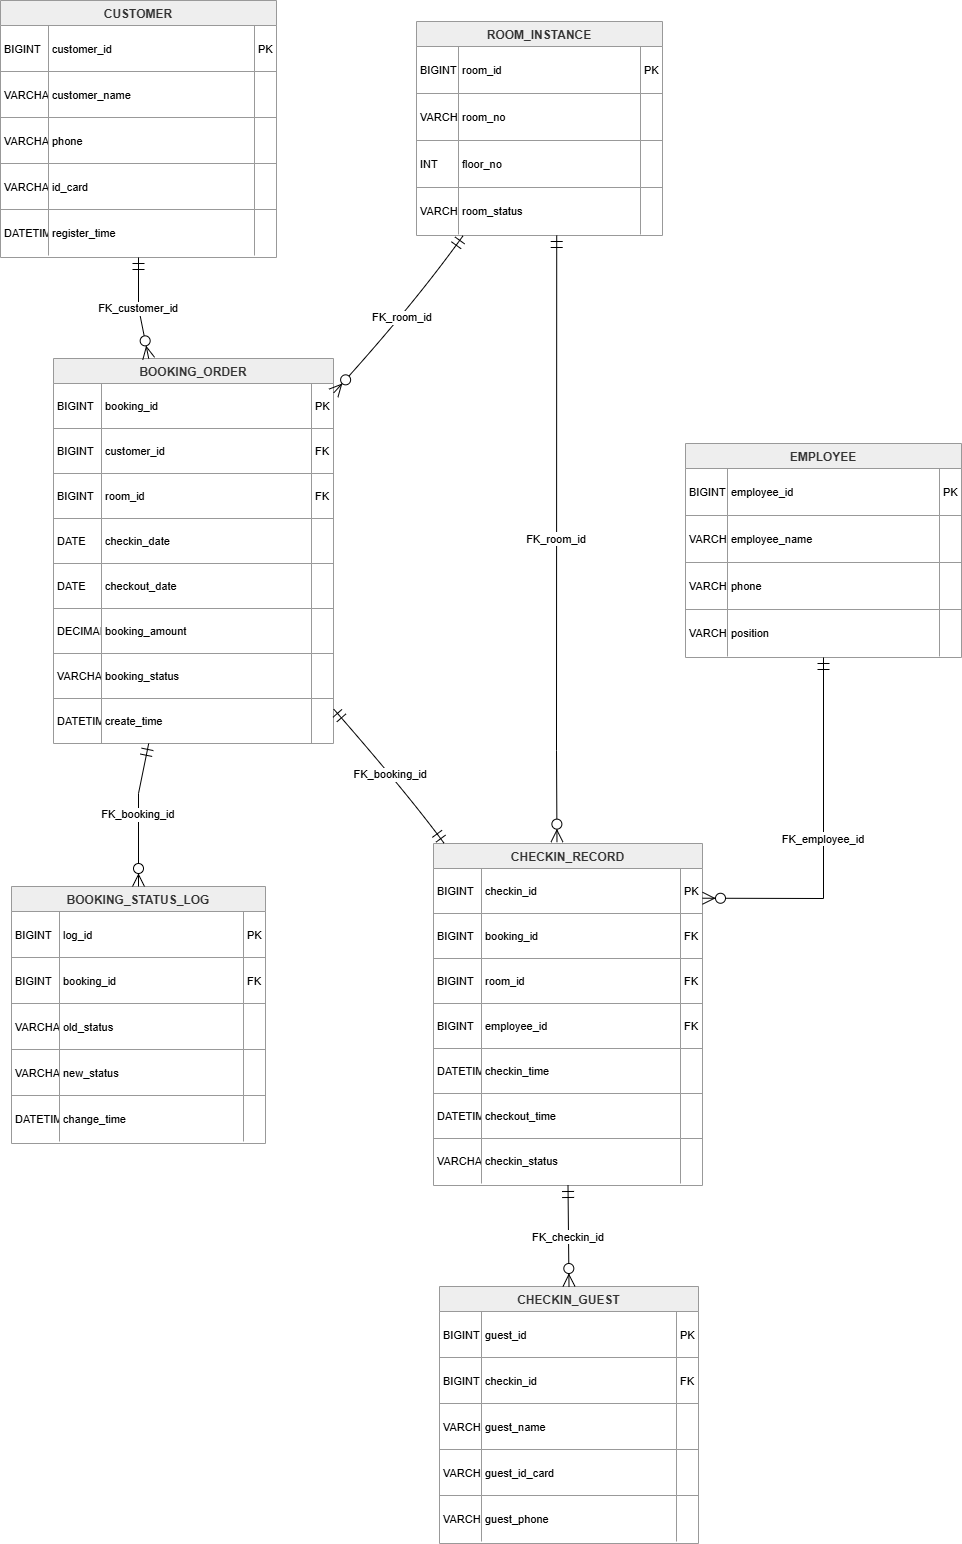 CUSTOMER
BIGINT customer_id PK
VARCHA customer_name
VARCHA phone
VARCHA id_card
DATETIM register_time
ROOM_INSTANCE
BIGINT room_id PK
VARCH room_no
INT floor_no
VARCH room_status
FK_customer_id
FK_room_id
BOOKING_ORDER
BIGINT booking_id PK
BIGINT customer_id FK
BIGINT room_id FK
DATE checkin_date
DATE checkout_date
DECIMAL booking_amount
VARCHA booking_status
DATETIM create_time
FK_room_id
EMPLOYEE
BIGINT employee_id PK
VARCH employee_name
VARCH phone
VARCH position
FK_booking_id
FK_booking_id
FK_employee_id
BOOKING_STATUS_LOG
BIGINT log_id PK
BIGINT booking_id FK
VARCHA old_status
VARCHA new_status
DATETIM change_time
CHECKIN_RECORD
BIGINT checkin_id PK
BIGINT booking_id FK
BIGINT room_id FK
BIGINT employee_id FK
DATETIM checkin_time
DATETIM checkout_time
VARCHA checkin_status
FK_checkin_id
CHECKIN_GUEST
BIGINT guest_id PK
BIGINT checkin_id FK
VARCH guest_name
VARCH guest_id_card
VARCH guest_phone